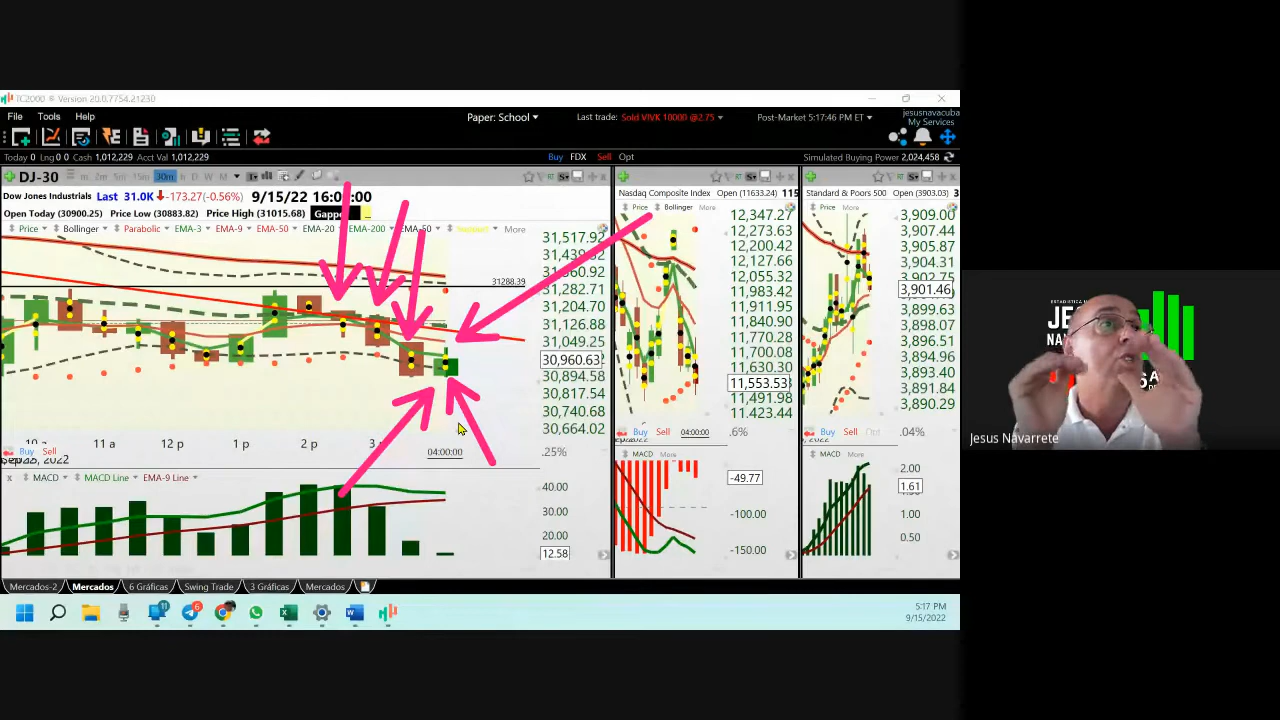 TC2000 ® Version 20.0.7754.21230
File Tools Help
Paper: School
Last trade: Sold VIVK 10000 @2.75
Post-Market 5:17:46 PM ET
jesusnavacuba
My Services
Today 0 Lng 0 0 Cash 1,012,229 Acct Val 1,012,229
Buy FDX Sell Opt
Simulated Buying Power 2,024,458
DJ-30
30m
Dow Jones Industrials Last 31.0K -173.27(-0.56%) 9/15/22
Open Today (30900.25) Price Low (30883.82) Price High (31015.68)
Price Bollinger Parabolic EMA-3 EMA-9 EMA-50 EMA-20 EMA-200 More
31,517.92
31,282.71
31,204.70
31,126.88
31,049.25
30,960.63
30,894.58
30,817.54
30,740.68
30,664.02
31288.39
11 a 12 p 1 p 2 p
04:00:00
Buy Sell
.25%
x MACD MACD Line EMA-9 Line
40.00
30.00
20.00
12.58
Nasdaq Composite Index Open (11633.24) 115
Price Bollinger More
12,347.27
12,273.63
12,200.42
12,127.66
12,055.32
11,983.42
11,911.95
11,840.90
11,770.28
11,700.08
11,630.30
11,553.53
11,491.98
11,423.44
Buy Sell 04:00:00 .6%
MACD More
-49.77
-100.00
-150.00
Standard & Poors 500 Open (3903.03) 3
Price More
3,909.00
3,907.44
3,905.87
3,904.31
3,902.75
3,901.46
3,899.63
3,898.07
3,896.51
3,894.96
3,893.40
3,891.84
3,890.29
Buy Sell Opt .04%
MACD More
2.00
1.61
1.00
0.50
Mercados-2 Mercados 6 Gráficas Swing Trade 3 Gráficas Mercados
5:17 PM
9/15/2022
Jesus Navarrete